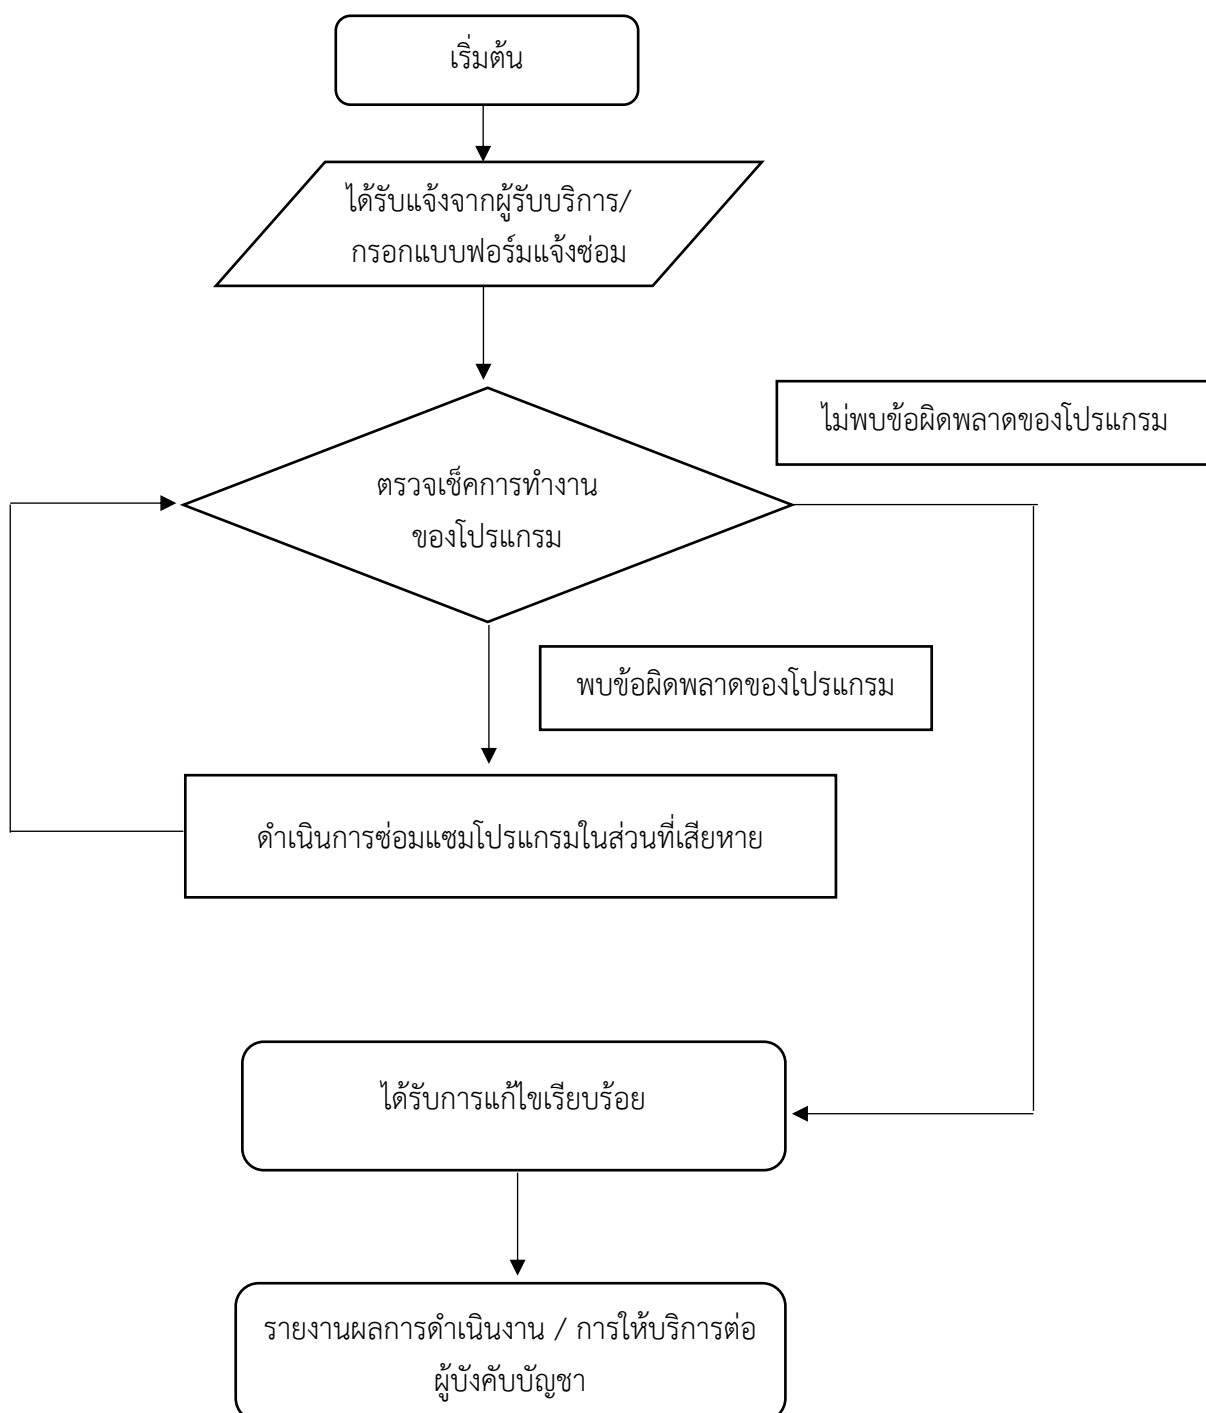 เริ่มต้น
ได้รับแจ้งจากผู้รับบริการ/
กรอกแบบฟอร์มแจ้งซ่อม
ไม่พบข้อผิดพลาดของโปรแกรม
ตรวจเช็คการทำงาน
ของโปรแกรม
พบข้อผิดพลาดของโปรแกรม
ดำเนินการซ่อมแซมโปรแกรมในส่วนที่เสียหาย
ได้รับการแก้ไขเรียบร้อย
รายงานผลการดำเนินงาน / การให้บริการต่อ
ผู้บังคับบัญชา